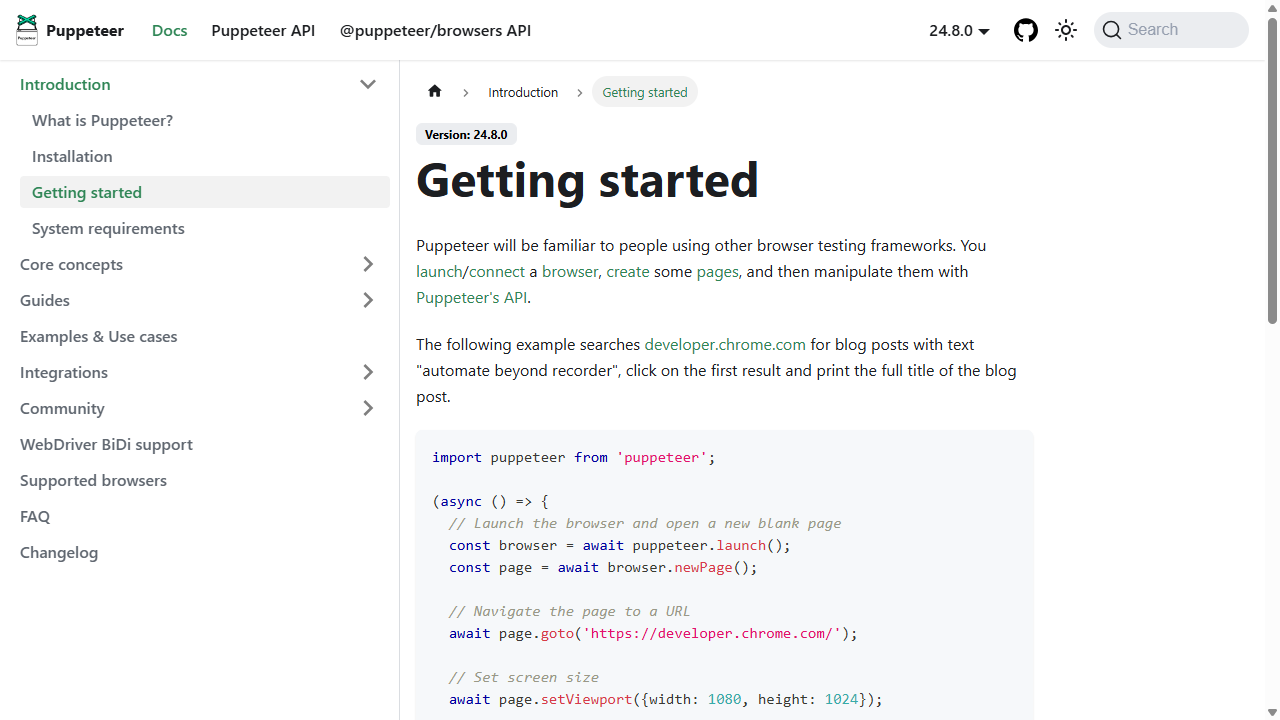 Puppeteer Docs Puppeteer API @puppeteer/browsers API 24.8.0 Search
Introduction
What is Puppeteer?
Installation
Getting started
System requirements
Core concepts
Guides
Examples & Use cases
Integrations
Community
WebDriver BiDi support
Supported browsers
FAQ
Changelog
Introduction Getting started
Version: 24.8.0
Getting started
Puppeteer will be familiar to people using other browser testing frameworks. You
launch/connect a browser, create some pages, and then manipulate them with
Puppeteer's API.
The following example searches developer.chrome.com for blog posts with text
"automate beyond recorder", click on the first result and print the full title of the blog
post.
import puppeteer from 'puppeteer';
(async () => {
// Launch the browser and open a new blank page
const browser = await puppeteer.launch();
const page = await browser.newPage();
// Navigate the page to a URL
await page.goto('https://developer.chrome.com/');
// Set screen size
await page.setViewport({width: 1080, height: 1024});